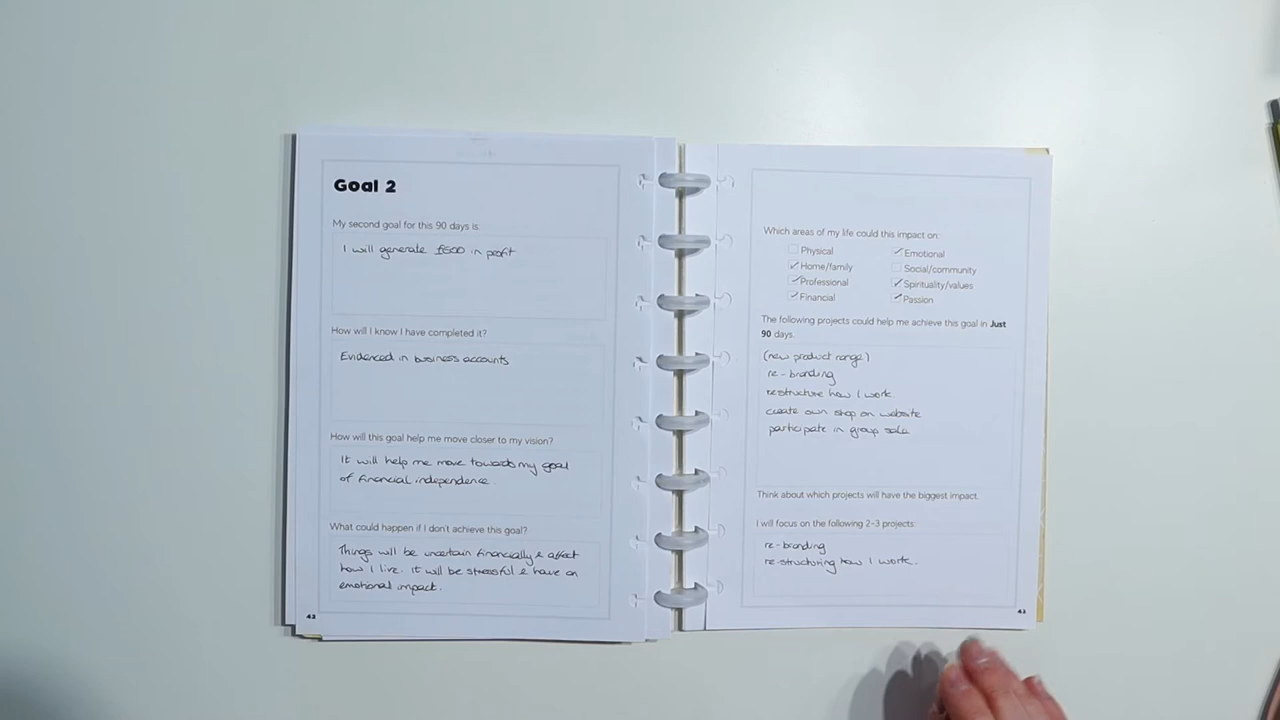 Goal 2
My second goal for this 90 days is:
I will generate £500 in profit
How will I know I have completed it?
Evidenced in business accounts
How will this goal help me move closer to my vision?
It will help me move towards my goal
of financial independence.
What could happen if I don't achieve this goal?
Things will be uncertain financially & affect
how I live. It will be stressful & have an
emotional impact.
42
Which areas of my life could this impact on:
Physical
Emotional
Home/family
Social/community
Professional
Spirituality/values
Financial
Passion
The following projects could help me achieve this goal in Just
90 days.
(new product range)
re-branding
restructure how I work.
create own shop on website
participate in group sale
Think about which projects will have the biggest impact.
I will focus on the following 2-3 projects:
re-branding
re-structuring how I work.
43